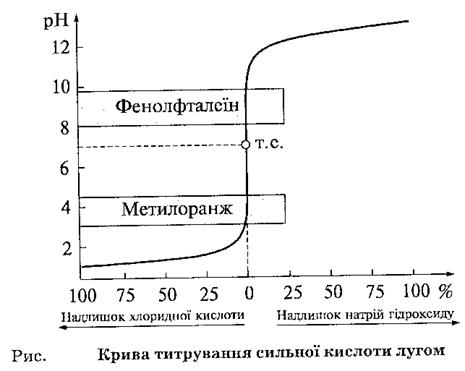 pH
12
10
Фенолфталеїн
8
т.е.
6
Метилоранж
4
2
100 75 50 25 0 25 50 75 100 %
Надлишок хлоридної кислоти Надлишок натрій гідроксиду
Рис. Крива титрування сильної кислоти лугом